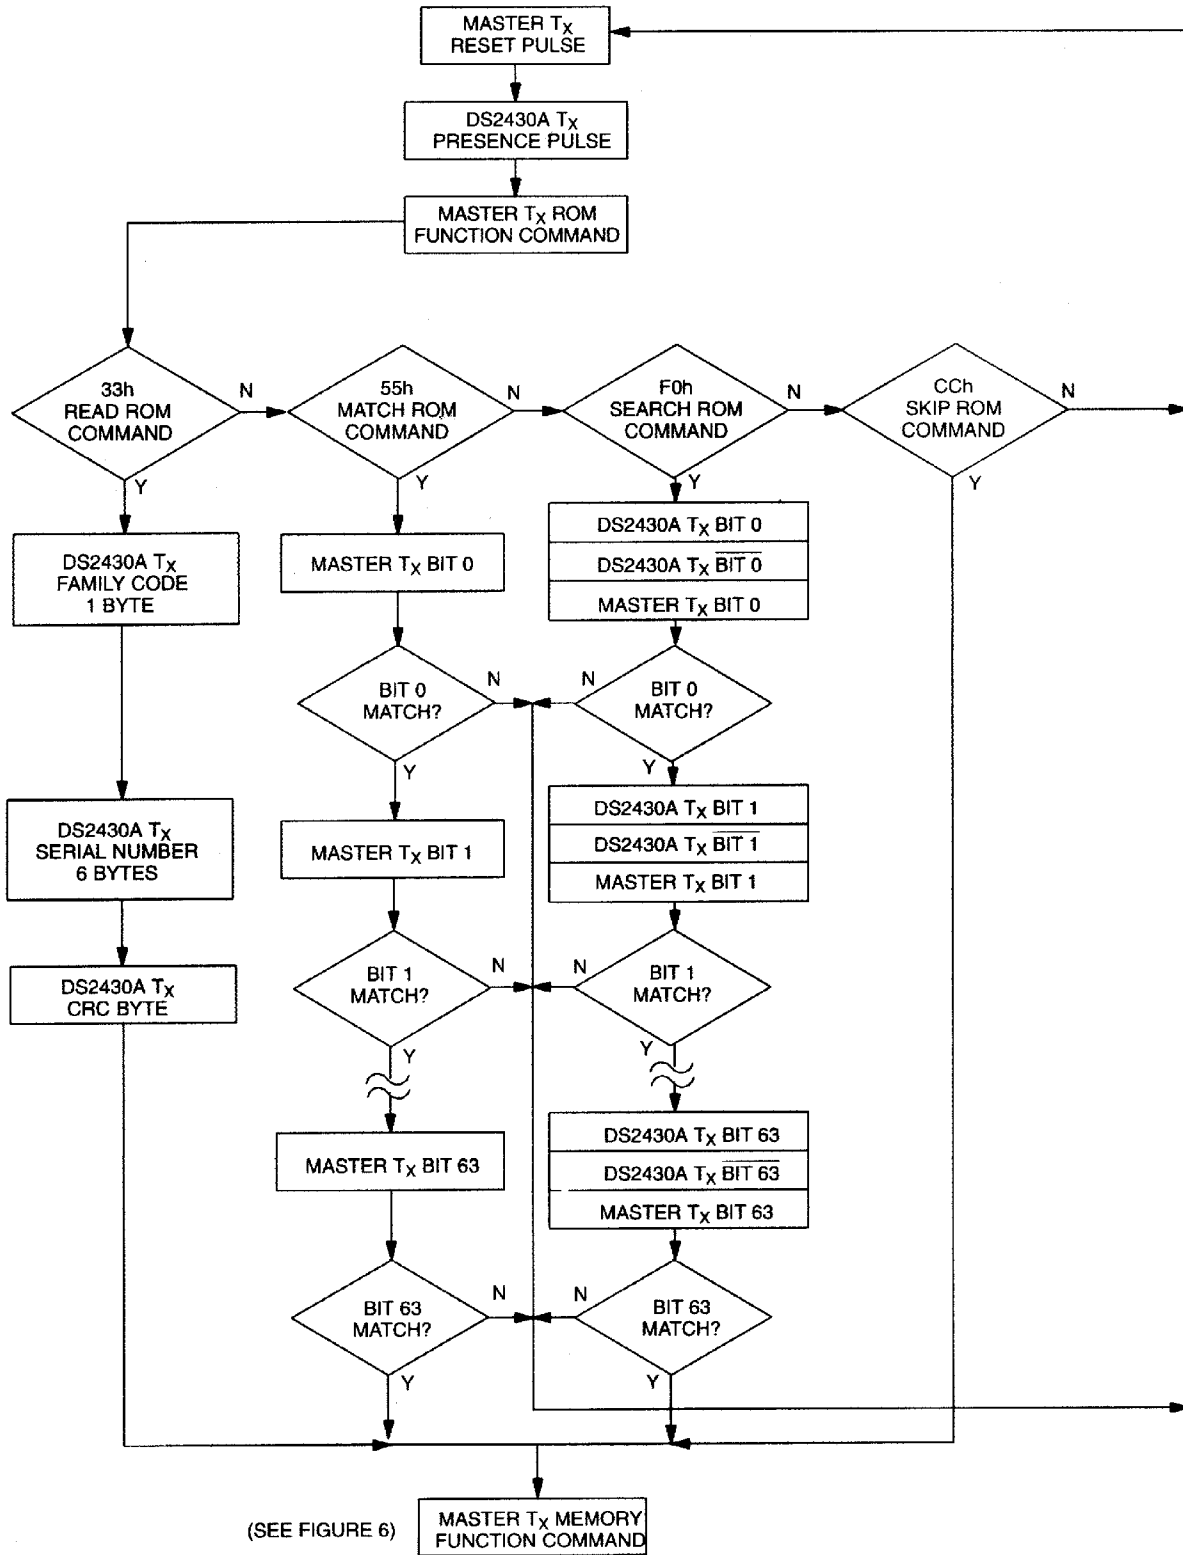 MASTER TX
RESET PULSE
DS2430A TX
PRESENCE PULSE
MASTER TX ROM
FUNCTION COMMAND
33h
READ ROM
COMMAND
N
Y
55h
MATCH ROM
COMMAND
N
Y
F0h
SEARCH ROM
COMMAND
N
Y
CCh
SKIP ROM
COMMAND
N
Y
DS2430A TX
FAMILY CODE
1 BYTE
DS2430A TX
SERIAL NUMBER
6 BYTES
DS2430A TX
CRC BYTE
MASTER TX BIT 0
BIT 0
MATCH?
N
Y
MASTER TX BIT 1
BIT 1
MATCH?
N
Y
MASTER TX BIT 63
BIT 63
MATCH?
N
Y
DS2430A TX BIT 0
DS2430A TX BIT 0
MASTER TX BIT 0
BIT 0
MATCH?
N
Y
DS2430A TX BIT 1
DS2430A TX BIT 1
MASTER TX BIT 1
BIT 1
MATCH?
N
Y
DS2430A TX BIT 63
DS2430A TX BIT 63
MASTER TX BIT 63
BIT 63
MATCH?
N
Y
(SEE FIGURE 6)
MASTER TX MEMORY
FUNCTION COMMAND